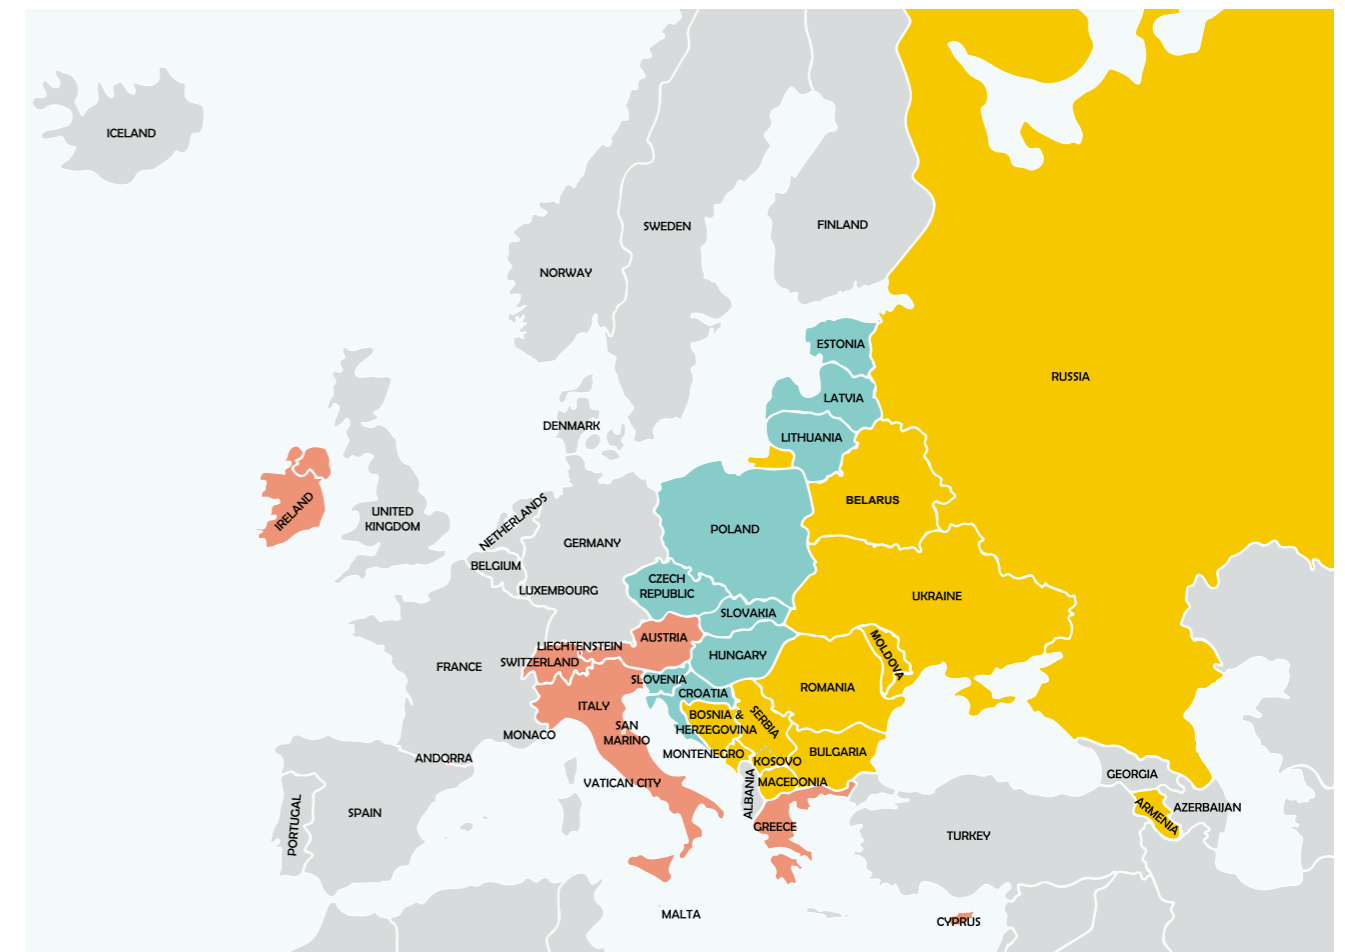 ICELAND
NORWAY
SWEDEN
FINLAND
RUSSIA
ESTONIA
LATVIA
LITHUANIA
DENMARK
BELARUS
IRELAND
UNITED
KINGDOM
NETHERLANDS
GERMANY
POLAND
BELGIUM
LUXEMBOURG
CZECH
REPUBLIC
SLOVAKIA
UKRAINE
AUSTRIA
LIECHTENSTEIN
SWITZERLAND
HUNGARY
MOLDOVA
FRANCE
SLOVENIA
CROATIA
ROMANIA
ITALY
BOSNIA &
HERZEGOVINA
SERBIA
SAN
MARINO
MONACO
MONTENEGRO
KOSOVO
BULGARIA
ANDORRA
VATICAN CITY
ALBANIA
MACEDONIA
GEORGIA
ARMENIA
AZERBAIJAN
PORTUGAL
SPAIN
GREECE
TURKEY
MALTA
CYPRUS